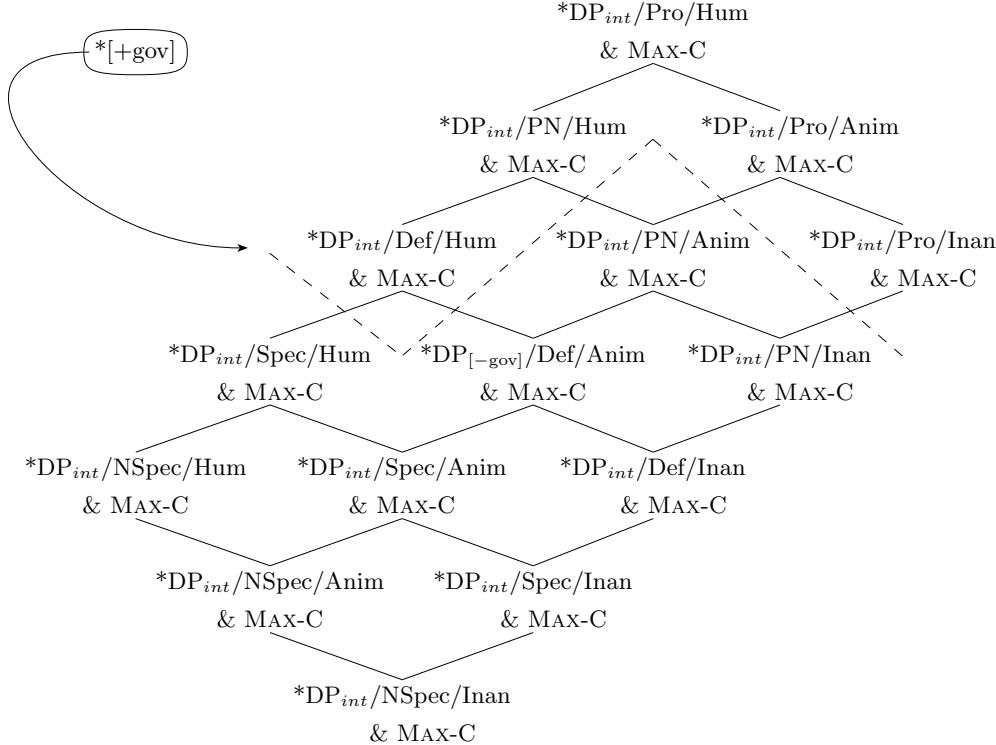 *DP_int/Pro/Hum
& MAX-C
*[+gov]
*DP_int/PN/Hum *DP_int/Pro/Anim
& MAX-C & MAX-C
*DP_int/Def/Hum *DP_int/PN/Anim *DP_int/Pro/Inan
& MAX-C & MAX-C & MAX-C
*DP_int/Spec/Hum *DP_[−gov]/Def/Anim *DP_int/PN/Inan
& MAX-C & MAX-C & MAX-C
*DP_int/NSpec/Hum *DP_int/Spec/Anim *DP_int/Def/Inan
& MAX-C & MAX-C & MAX-C
*DP_int/NSpec/Anim *DP_int/Spec/Inan
& MAX-C & MAX-C
*DP_int/NSpec/Inan
& MAX-C